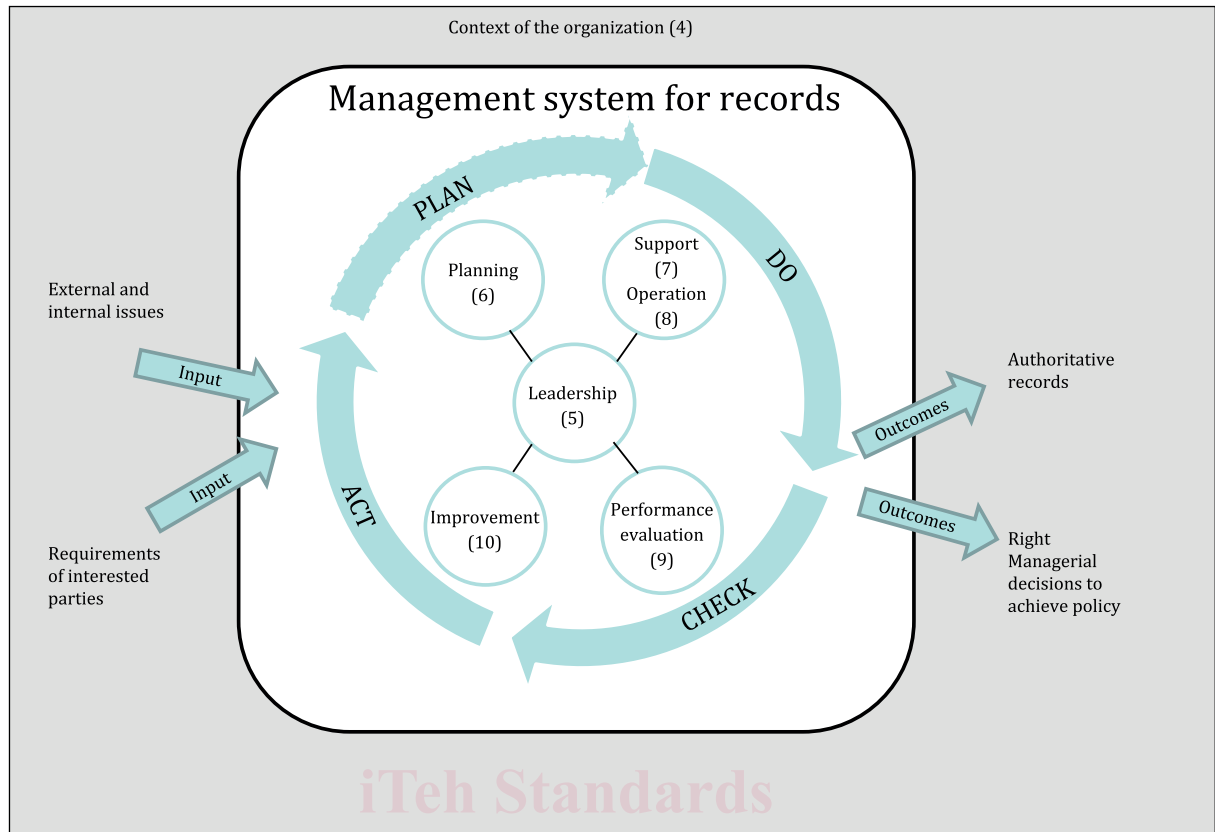 Context of the organization (4)
Management system for records
PLAN
DO
Planning
(6)
Support
(7)
Operation
(8)
External and
internal issues
Input
Leadership
(5)
Authoritative
records
Outcomes
Input
ACT
Improvement
(10)
Performance
evaluation
(9)
Outcomes
Requirements
of interested
parties
Right
Managerial
decisions to
achieve policy
CHECK
iTeh Standards